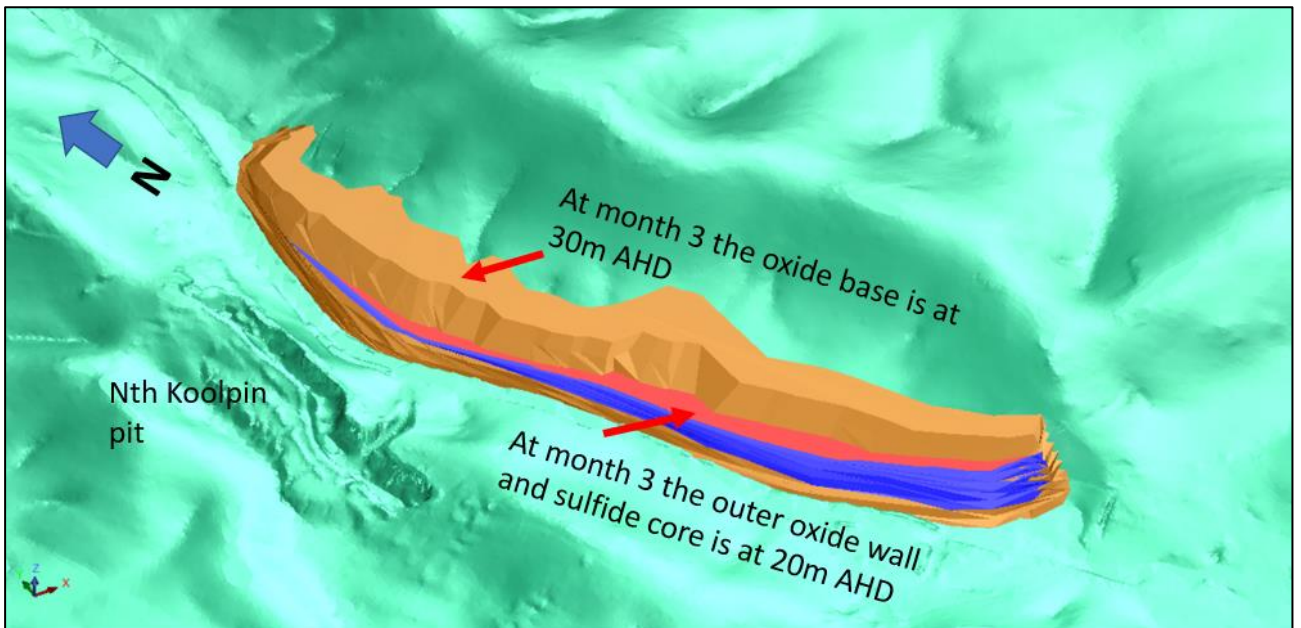 N
At month 3 the oxide base is at
30m AHD
Nth Koolpin
pit
At month 3 the outer oxide wall
and sulfide core is at 20m AHD
Z
X